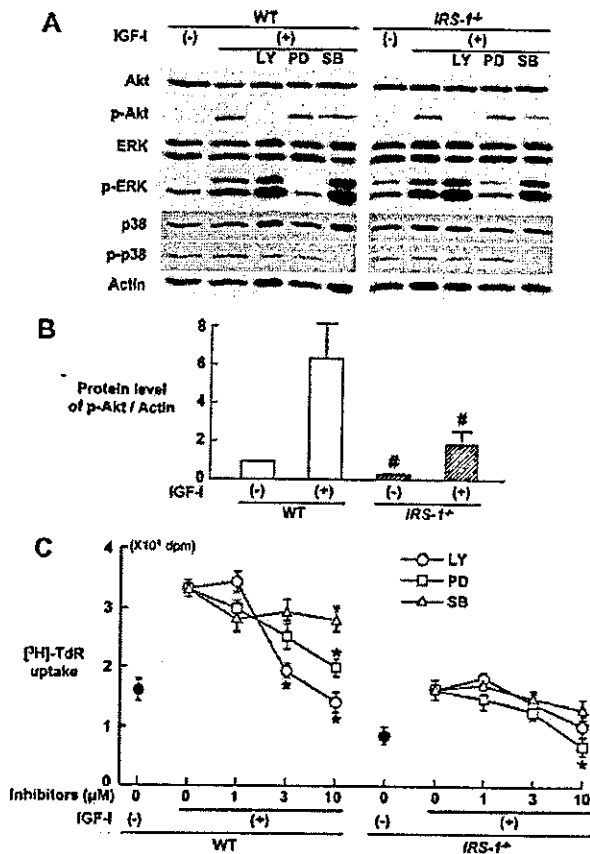 A
WT
IRS-1-/-
IGF-I (-) (+) (-) (+)
LY PD SB LY PD SB
Akt
p-Akt
ERK
p-ERK
p38
p-p38
Actin
B
8
6
4
2
0
Protein level
of p-Akt / Actin
# #
IGF-I (-) (+) (-) (+)
WT IRS-1-/-
C
4
3
2
1
0
[³H]-TdR
uptake
LY
PD
SB
* * * * * *
Inhibitors (μM) 0 0 1 3 10 0 0 1 3 10
IGF-I (-) (+) (-) (+)
WT IRS-1-/-